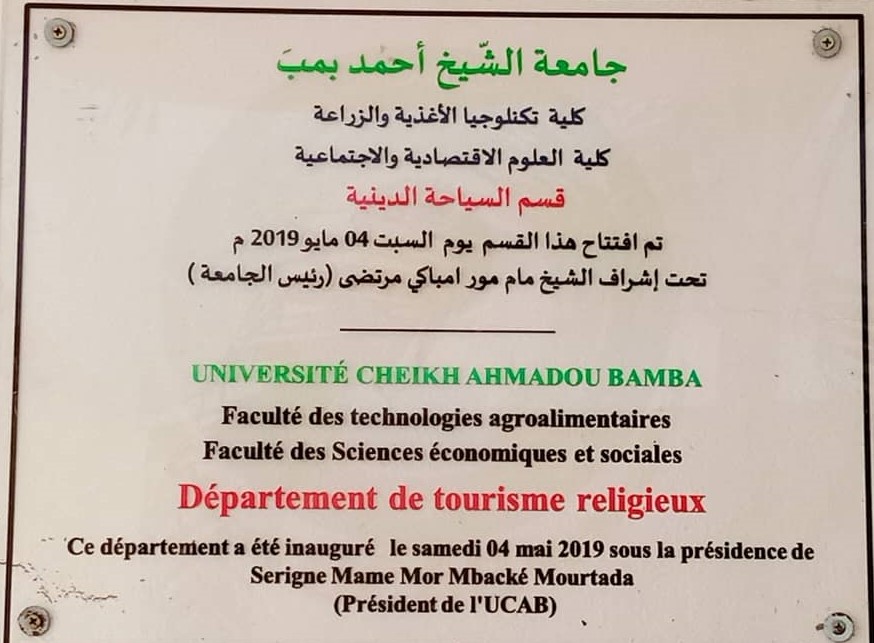 جامعة الشّيخ أحمد بمبَ
كلية تكنلوجيا الأغذية والزراعة
كلية العلوم الاقتصادية والاجتماعية
قسم السياحة الدينية
تم افتتاح هذا القسم يوم السبت 04 مايو 2019 م
تحت إشراف الشيخ مام مور امباكي مرتضى (رئيس الجامعة )
UNIVERSITÉ CHEIKH AHMADOU BAMBA
Faculté des technologies agroalimentaires
Faculté des Sciences économiques et sociales
Département de tourisme religieux
Ce département a été inauguré le samedi 04 mai 2019 sous la présidence de
Serigne Mame Mor Mbacké Mourtada
(Président de l'UCAB)